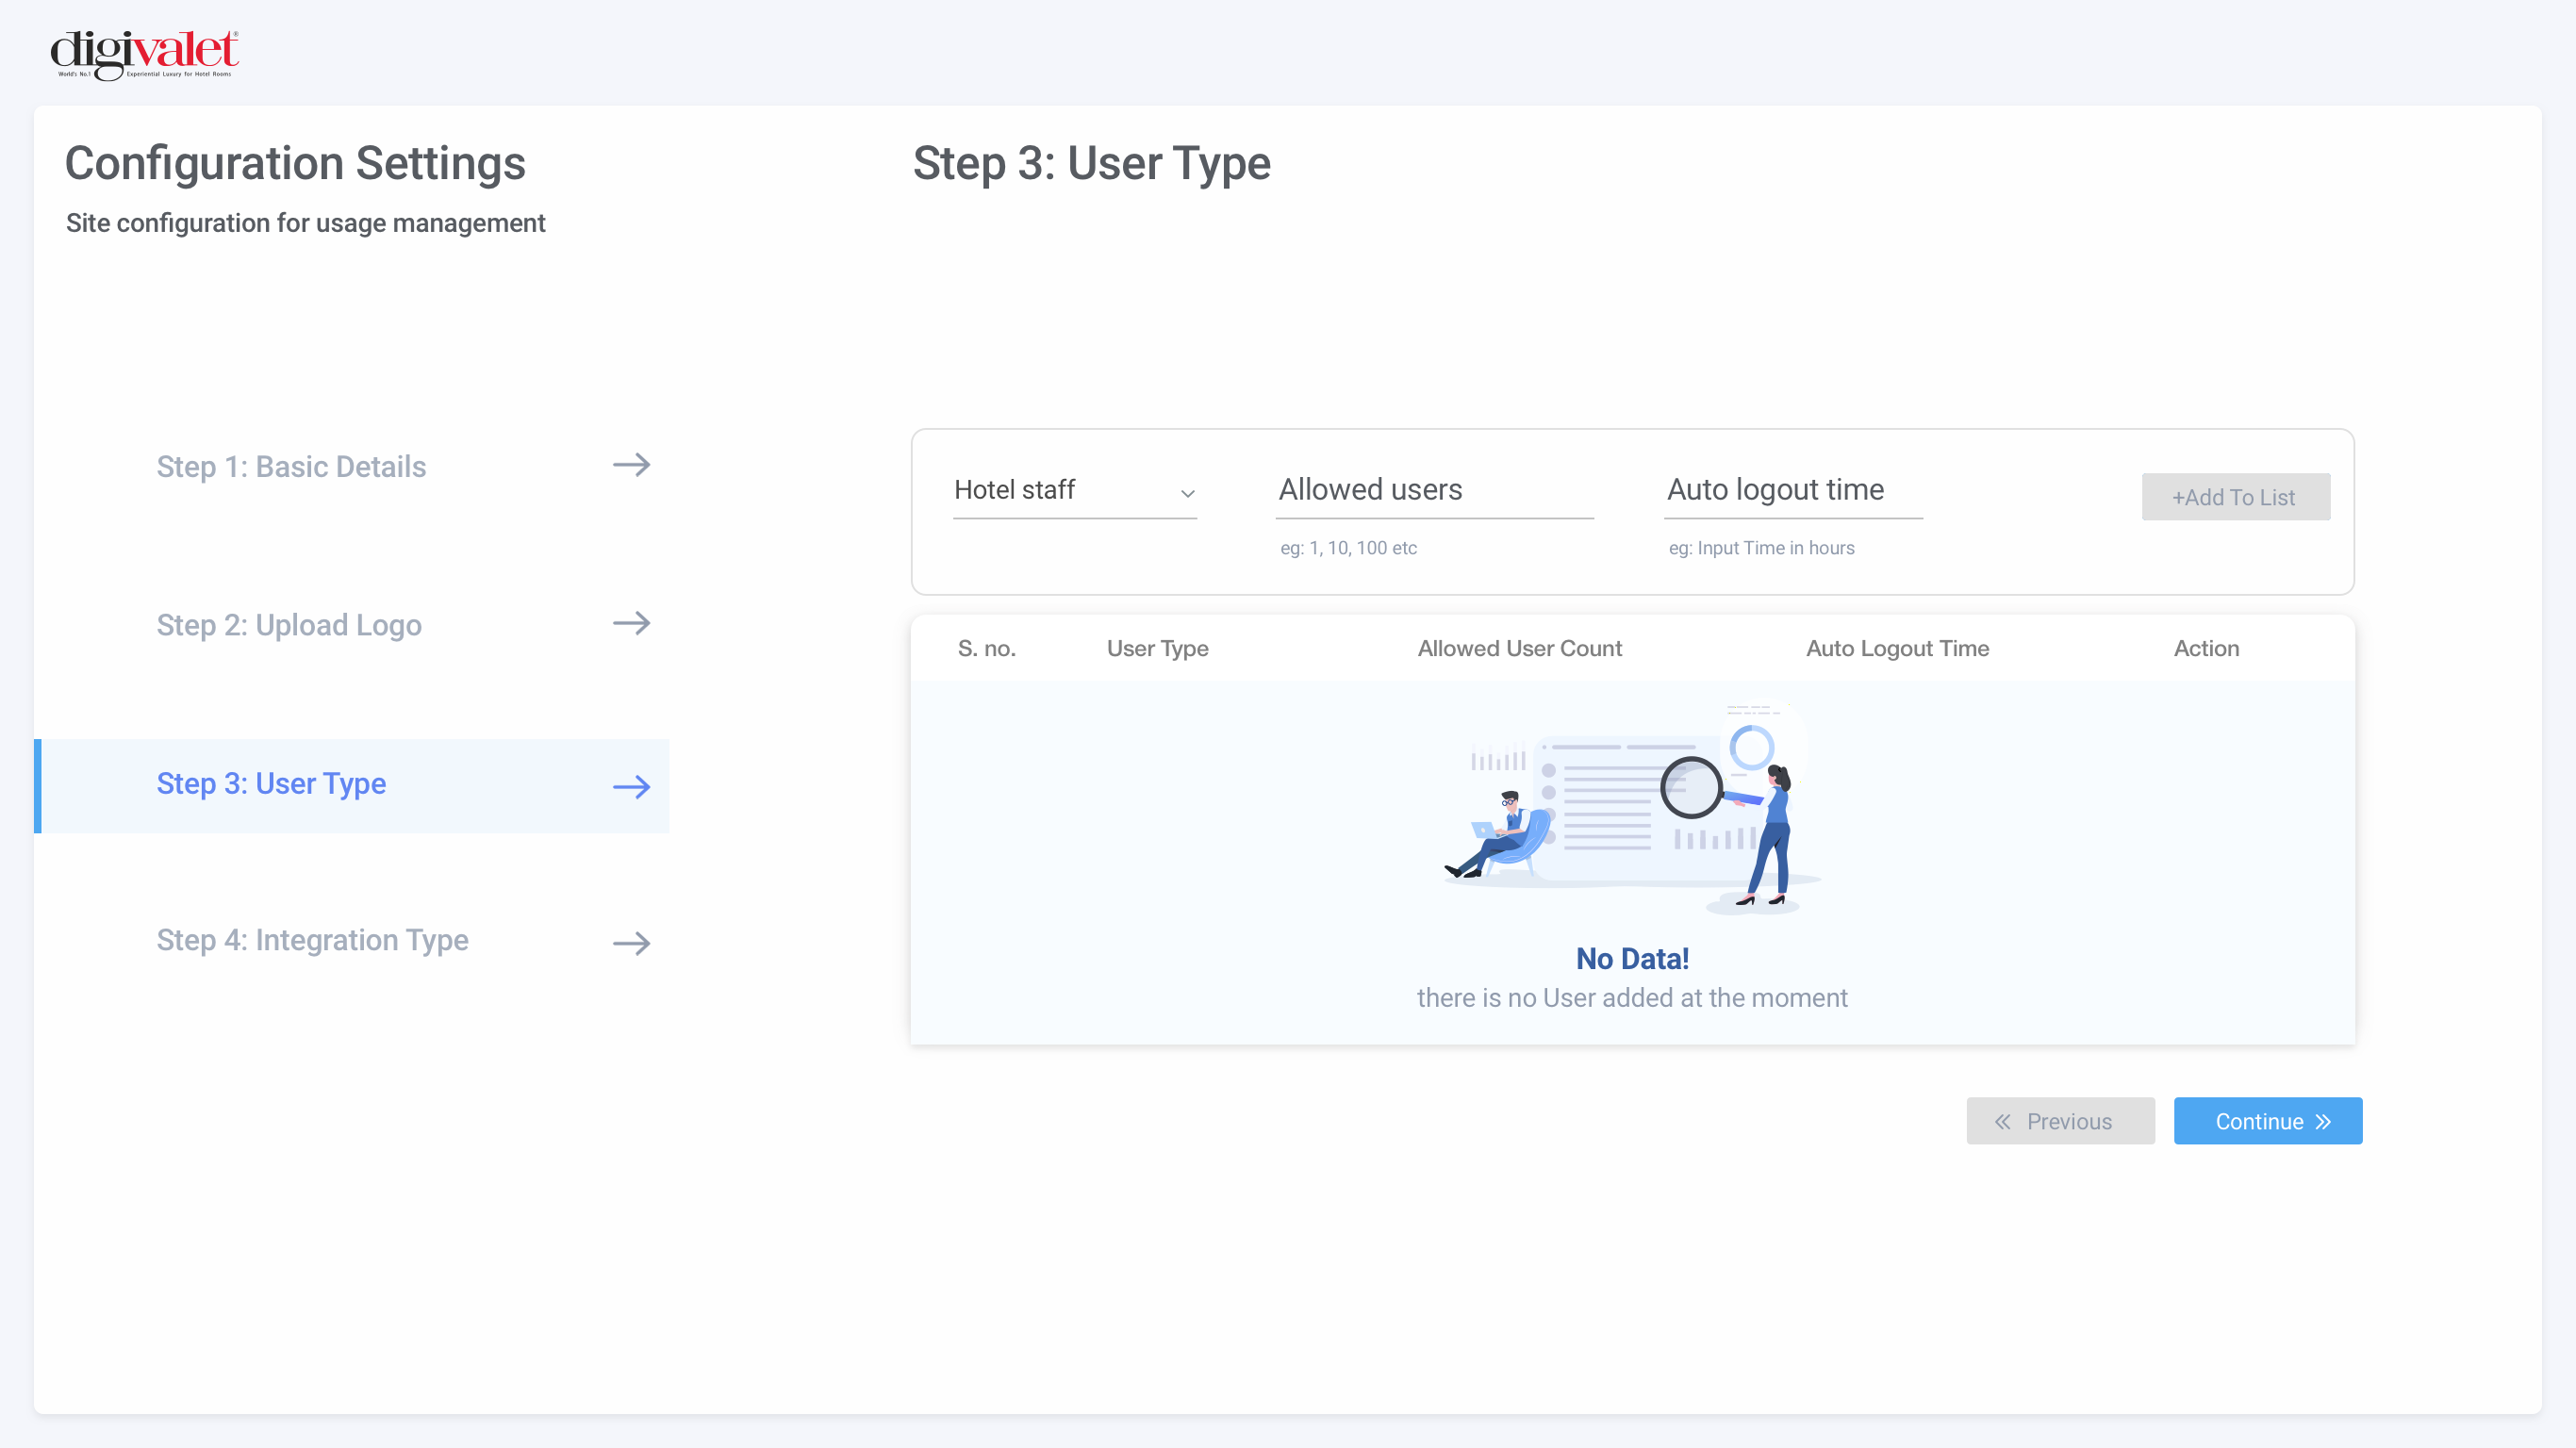 digivalet®
World's No.1 Experiential Luxury for Hotel Rooms
Configuration Settings
Site configuration for usage management
Step 1: Basic Details
Step 2: Upload Logo
Step 3: User Type
Step 4: Integration Type
Step 3: User Type
Hotel staff
Allowed users
eg: 1, 10, 100 etc
Auto logout time
eg: Input Time in hours
+Add To List
S. no. User Type Allowed User Count Auto Logout Time Action
No Data!
there is no User added at the moment
Previous
Continue